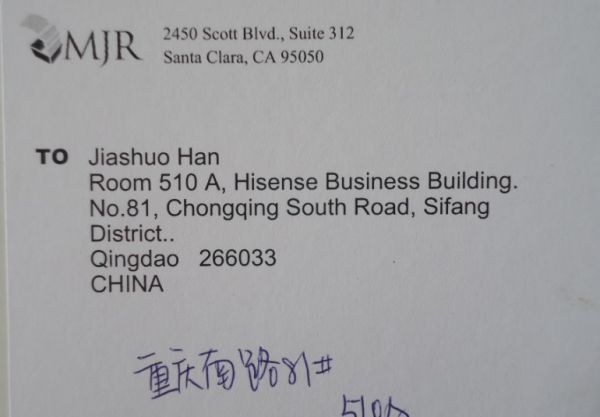 MJR
2450 Scott Blvd., Suite 312
Santa Clara, CA 95050
TO Jiashuo Han
Room 510 A, Hisense Business Building.
No.81, Chongqing South Road, Sifang
District..
Qingdao 266033
CHINA
重庆南路81#